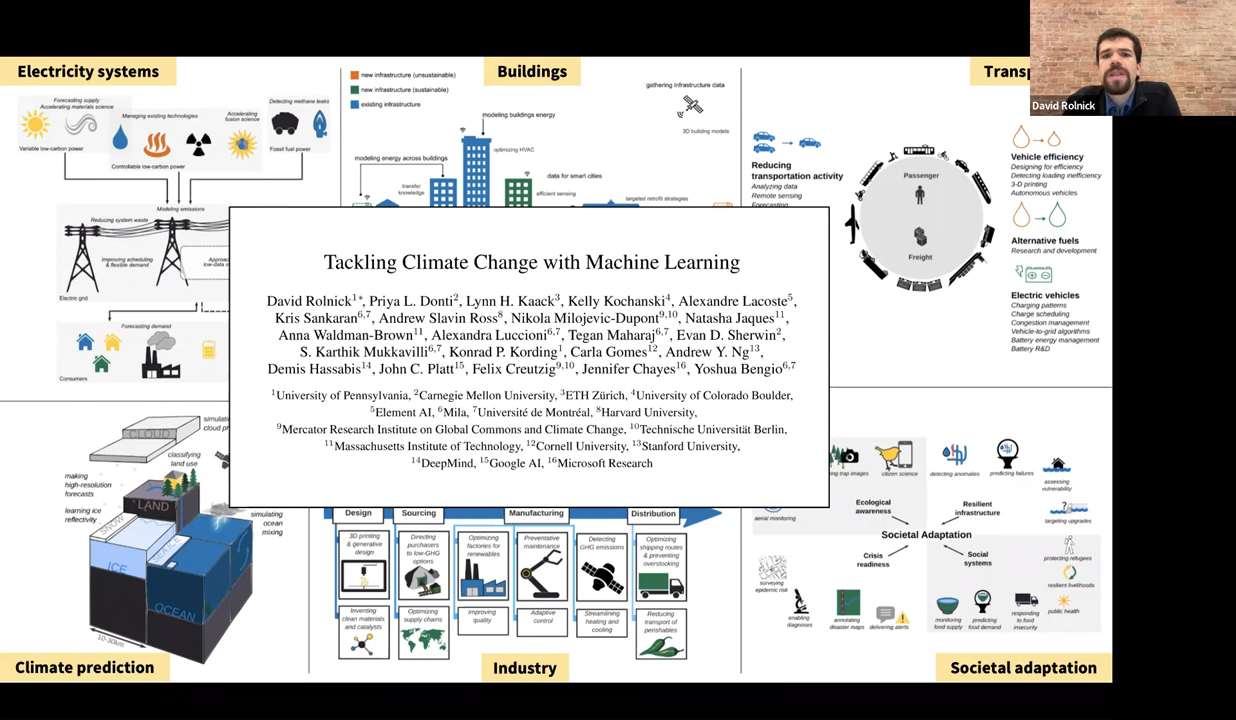 Electricity systems
Forecasting supply
Accelerating materials science
Variable low-carbon power
Managing existing technologies
Controllable low-carbon power
Accelerating
fusion science
Detecting methane leaks
Fossil fuel power
Modeling emissions
Reducing system waste
Improving scheduling
& flexible demand
Approac
low-data s
Electric grid
Forecasting demand
Consumers
Buildings
new infrastructure (unsustainable)
new infrastructure (sustainable)
existing infrastructure
gathering infrastructure data
3D building models
modeling buildings energy
optimizing HVAC
modeling energy across buildings
transfer
knowledge
data for smart cities
efficient sensing
targeted retrofit strategies
Transp
David Rolnick
Reducing
transportation activity
Analyzing data
Remote sensing
Forecasting
Passenger
Freight
Vehicle efficiency
Designing for efficiency
Detecting loading inefficiency
3-D printing
Autonomous vehicles
Alternative fuels
Research and development
Electric vehicles
Charging patterns
Charge scheduling
Congestion management
Vehicle-to-grid algorithms
Battery energy management
Battery R&D
Tackling Climate Change with Machine Learning
David Rolnick1*, Priya L. Donti2, Lynn H. Kaack3, Kelly Kochanski4, Alexandre Lacoste5,
Kris Sankaran6,7, Andrew Slavin Ross8, Nikola Milojevic-Dupont9,10, Natasha Jaques11,
Anna Waldman-Brown11, Alexandra Luccioni6,7, Tegan Maharaj6,7, Evan D. Sherwin2,
S. Karthik Mukkavilli6,7, Konrad P. Kording1, Carla Gomes12, Andrew Y. Ng13,
Demis Hassabis14, John C. Platt15, Felix Creutzig9,10, Jennifer Chayes16, Yoshua Bengio6,7
1University of Pennsylvania, 2Carnegie Mellon University, 3ETH Zürich, 4University of Colorado Boulder,
5Element AI, 6Mila, 7Université de Montréal, 8Harvard University,
9Mercator Research Institute on Global Commons and Climate Change, 10Technische Universität Berlin,
11Massachusetts Institute of Technology, 12Cornell University, 13Stanford University,
14DeepMind, 15Google AI, 16Microsoft Research
simulating
cloud ph
CLOUD
classifying
land use
making
high-resolution
forecasts
learning ice
reflectivity
LAND
SNOW
ICE
OCEAN
simulating
ocean
mixing
10-30km
Climate prediction
Design
Sourcing
Manufacturing
Distribution
3D printing
& generative
design
Directing
purchasers
to low-GHG
options
Optimizing
factories for
renewables
Preventative
maintenance
Detecting
GHG emissions
Optimizing
shipping routes
& preventing
overstocking
Inventing
clean materials
and catalysts
Optimizing
supply chains
Improving
quality
Adaptive
control
Streamlining
heating and
cooling
Reducing
transport of
perishables
Industry
ng trap images
citizen science
detecting anomalies
predicting failures
assessing
vulnerability
aerial monitoring
Ecological
awareness
Resilient
infrastructure
targeting upgrades
Societal Adaptation
Crisis
readiness
Social
systems
protecting refugees
resilient livelihoods
public health
surveying
epidemic risk
enabling
diagnoses
annotating
disaster maps
delivering alerts
monitoring
food supply
predicting
food demand
responding
to food
insecurity
Societal adaptation